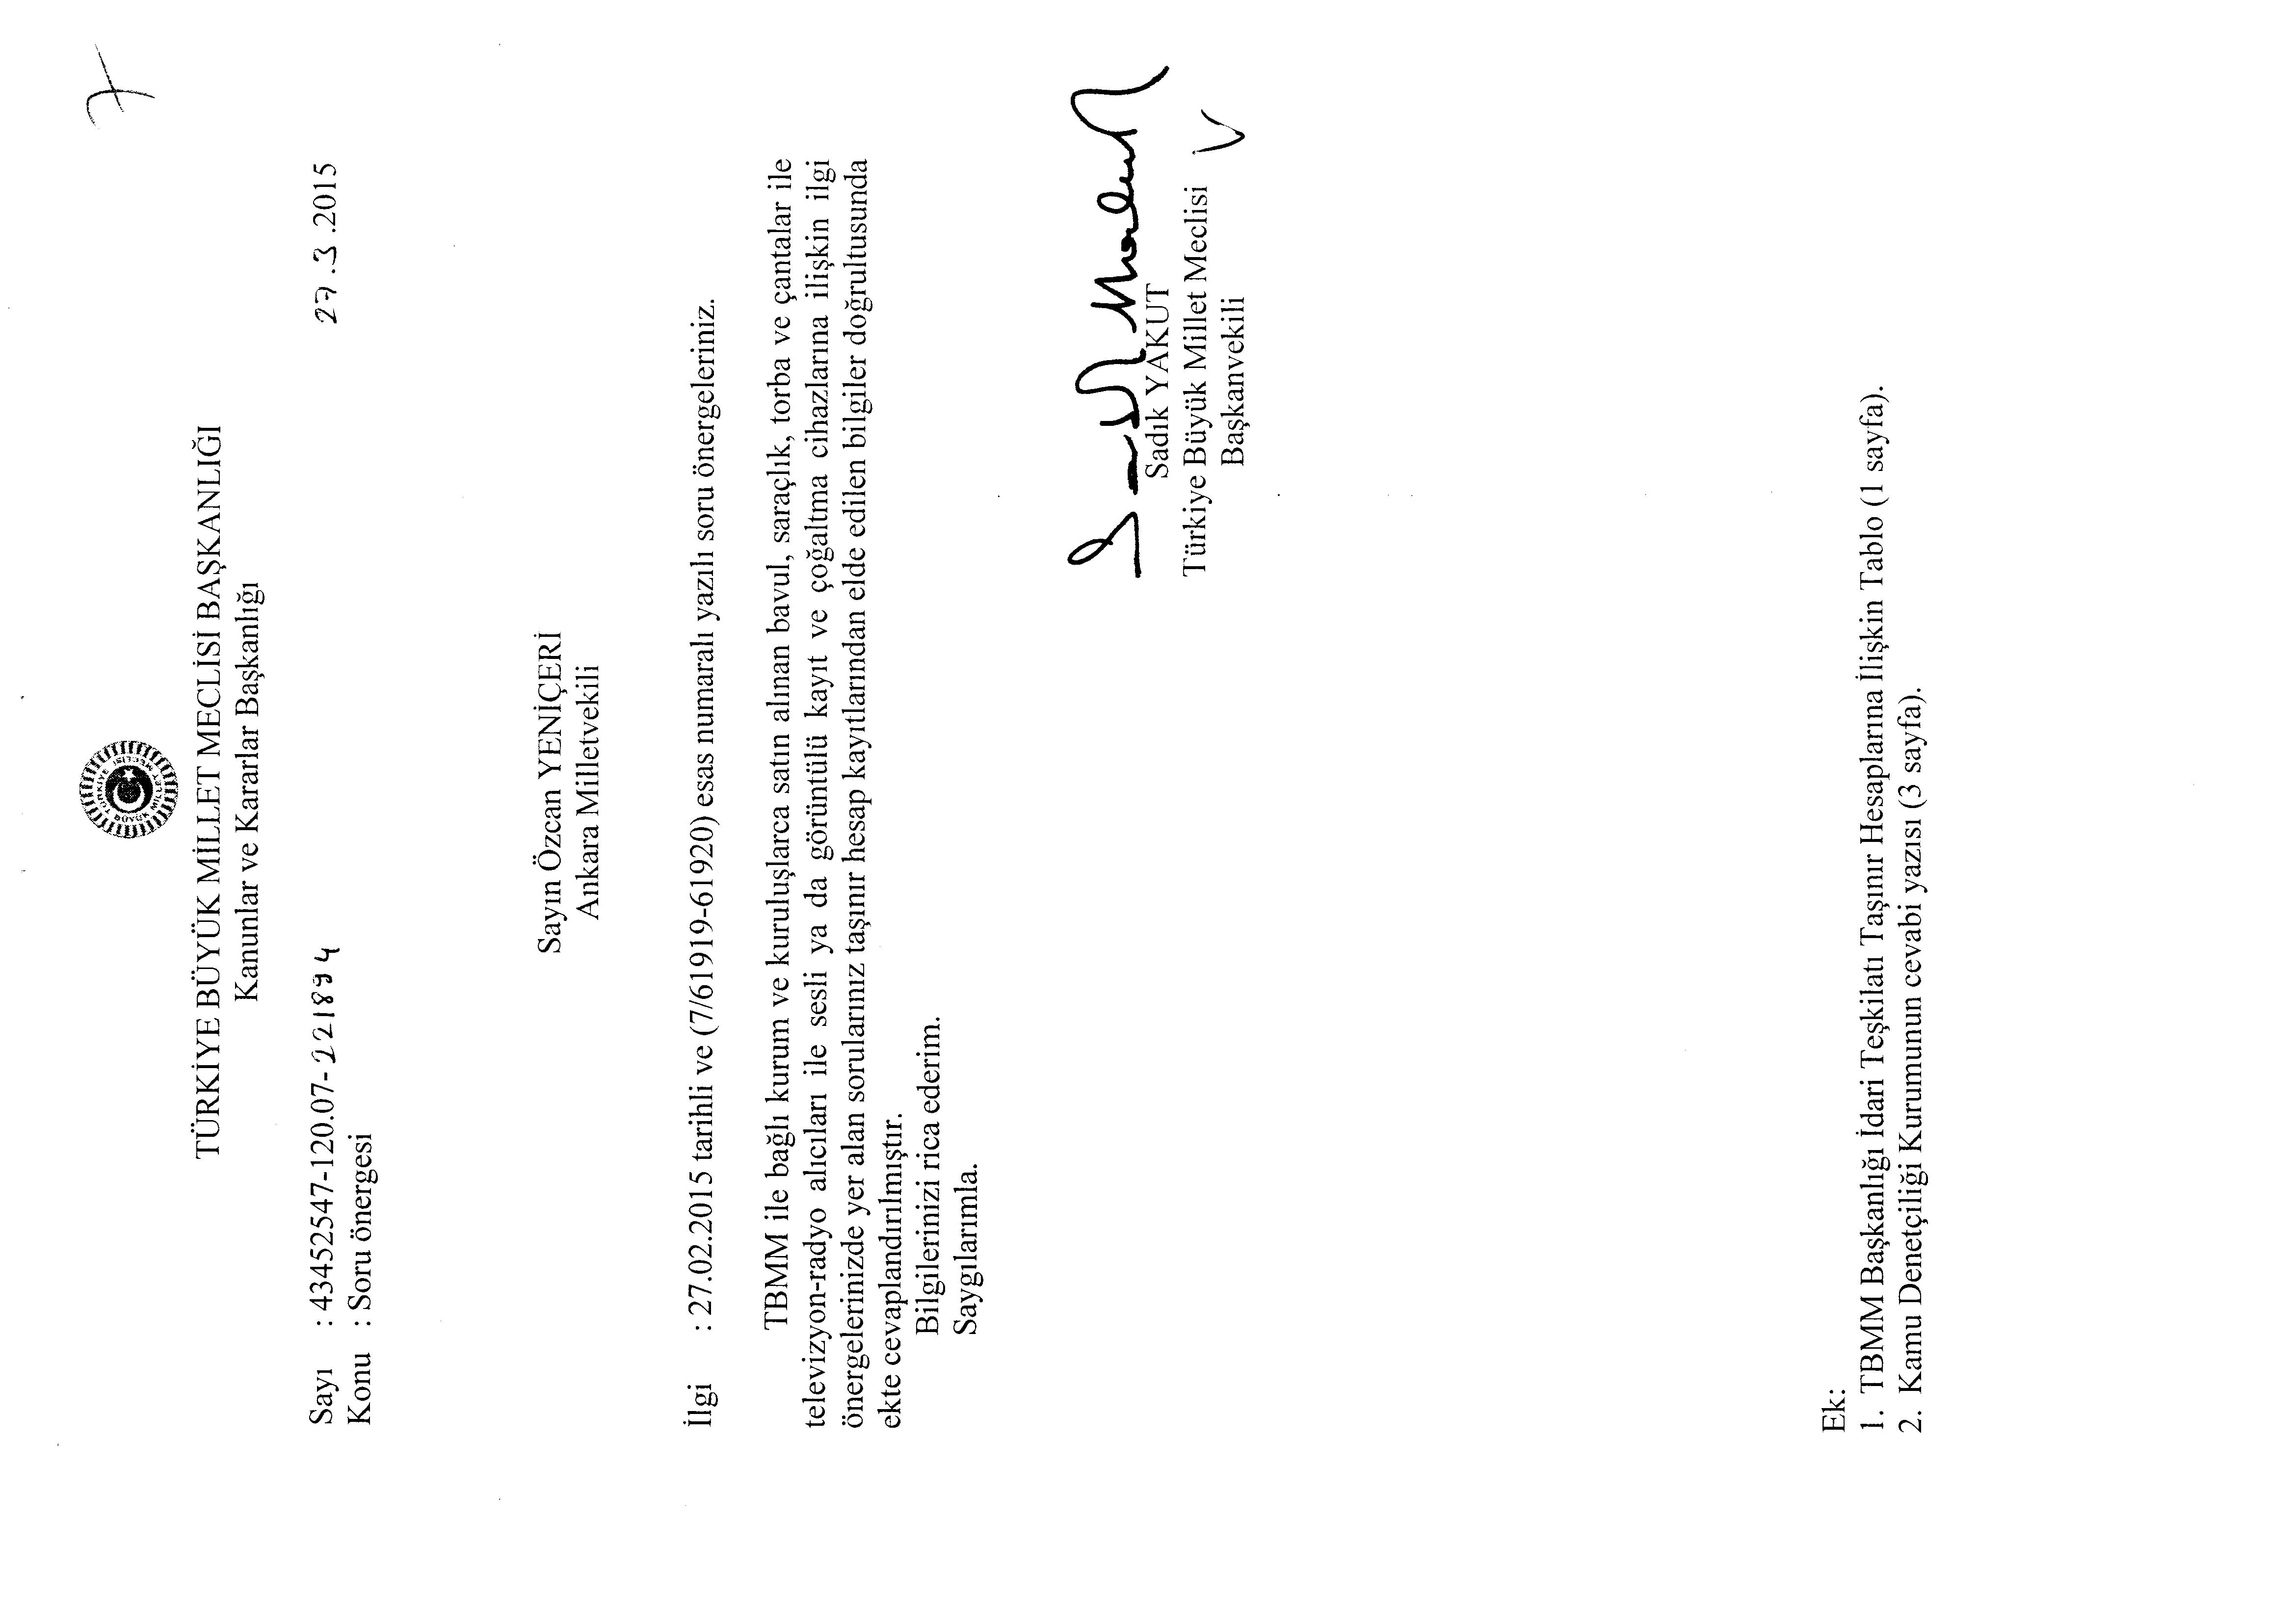 TÜRKİYE BÜYÜK MİLLET MECLİSİ BAŞKANLIĞI
Kanunlar ve Kararlar Başkanlığı
Sayı : 43452547-120.07-221894 27.3.2015
Konu : Soru önergesi
Sayın Özcan YENİÇERİ
Ankara Milletvekili
İlgi : 27.02.2015 tarihli ve (7/61919-61920) esas numaralı yazılı soru önergeleriniz.
TBMM ile bağlı kurum ve kuruluşlarca satın alınan bavul, saraçlık, torba ve çantalar ile
televizyon-radyo alıcıları ile sesli ya da görüntülü kayıt ve çoğaltma cihazlarına ilişkin ilgi
önergelerinizde yer alan sorularınız taşınır hesap kayıtlarından elde edilen bilgiler doğrultusunda
ekte cevaplandırılmıştır.
Bilgilerinizi rica ederim.
Saygılarımla.
Sadık YAKUT
Türkiye Büyük Millet Meclisi
Başkanvekili
Ek:
1. TBMM Başkanlığı İdari Teşkilatı Taşınır Hesaplarına İlişkin Tablo (1 sayfa).
2. Kamu Denetçiliği Kurumunun cevabi yazısı (3 sayfa).